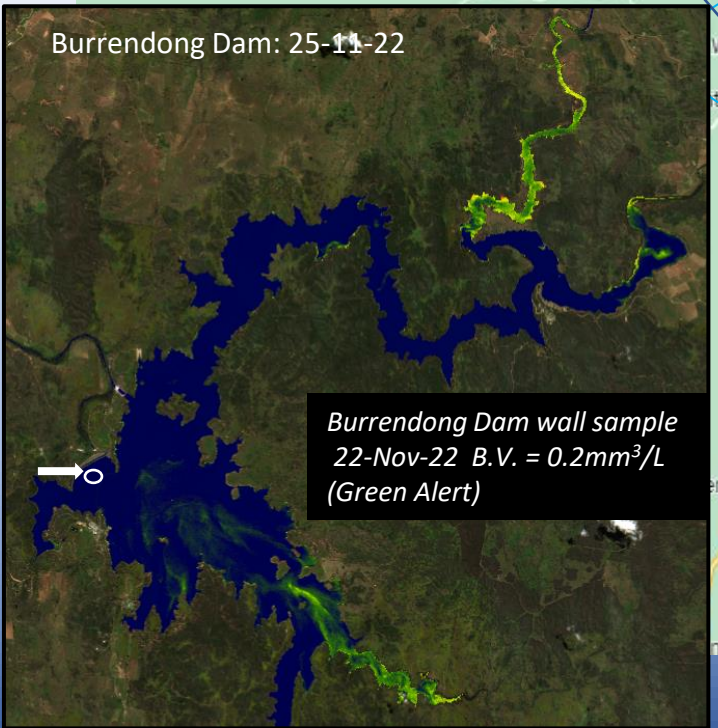 Burrendong Dam: 25-11-22
Burrendong Dam wall sample
22-Nov-22 B.V. = 0.2mm³/L
(Green Alert)